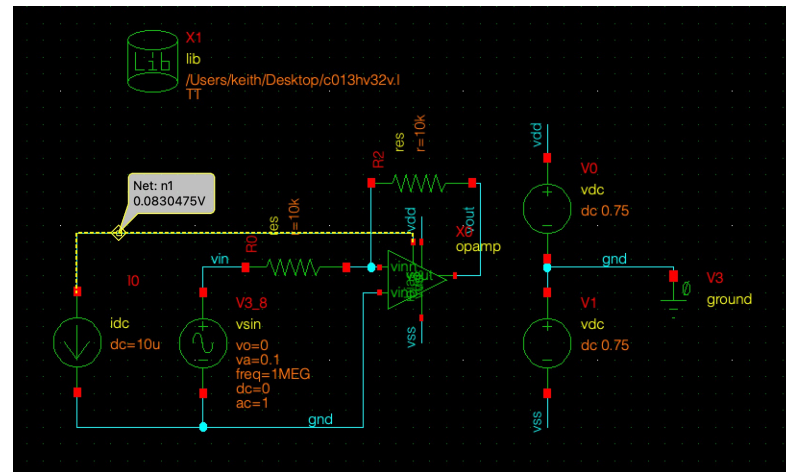 X1
Lib
lib
/Users/keith/Desktop/c013hv32v.l
TT
Net: n1
0.0830475V
I0
idc
dc=10u
vin
R0
res
r=10k
V3_8
vsin
vo=0
va=0.1
freq=1MEG
dc=0
ac=1
gnd
R2
res
r=10k
vdd
vout
opamp
vinn
vinp
vss
vdd
V0
vdc
dc 0.75
gnd
V1
vdc
dc 0.75
vss
V3
ground
0